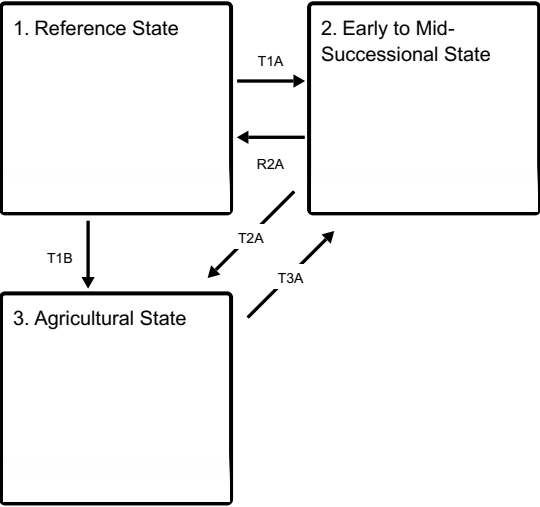 1. Reference State
2. Early to Mid-
Successional State
T1A
R2A
T2A
T1B
T3A
3. Agricultural State